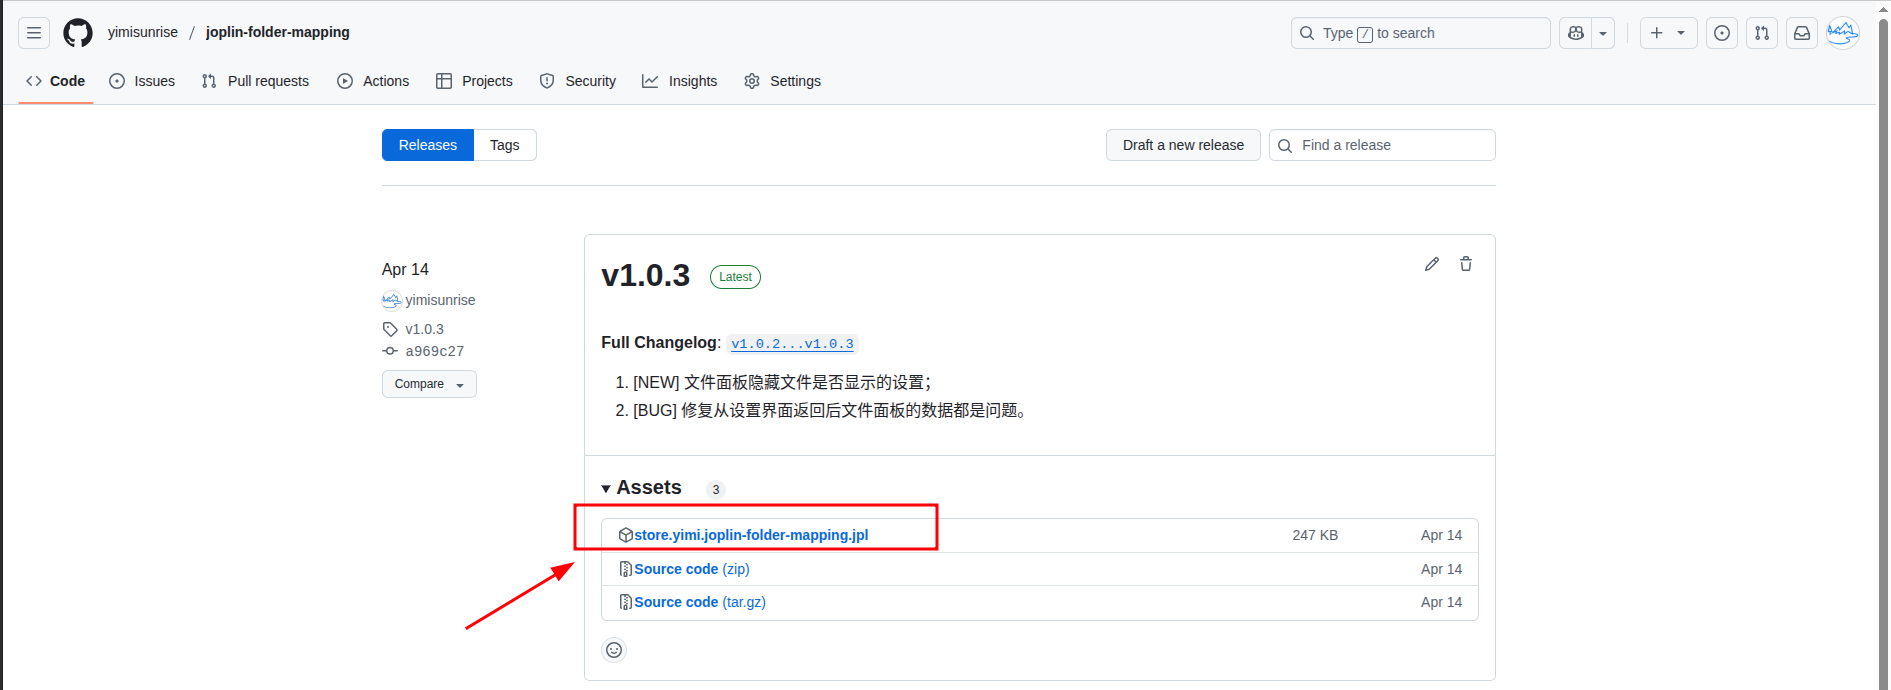 yimisunrise / joplin-folder-mapping
Type / to search
Code Issues Pull requests Actions Projects Security Insights Settings
Releases Tags
Draft a new release Find a release
Apr 14
yimisunrise
v1.0.3
a969c27
Compare
v1.0.3 Latest
Full Changelog: v1.0.2...v1.0.3
1. [NEW] 文件面板隐藏文件是否显示的设置；
2. [BUG] 修复从设置界面返回后文件面板的数据都是问题。
Assets 3
store.yimi.joplin-folder-mapping.jpl 247 KB Apr 14
Source code (zip) Apr 14
Source code (tar.gz) Apr 14